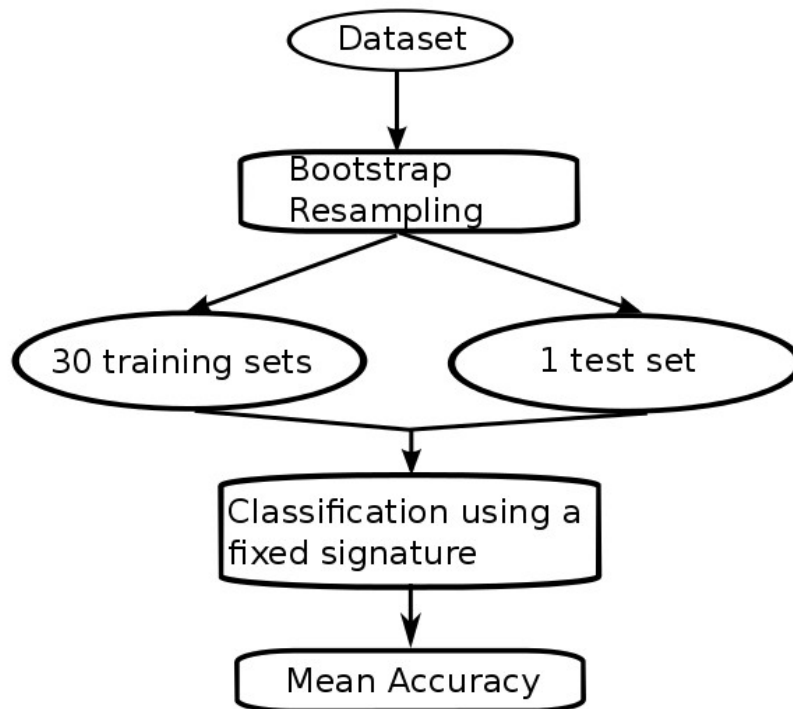 Dataset
Bootstrap
Resampling
30 training sets
1 test set
Classification using a
fixed signature
Mean Accuracy